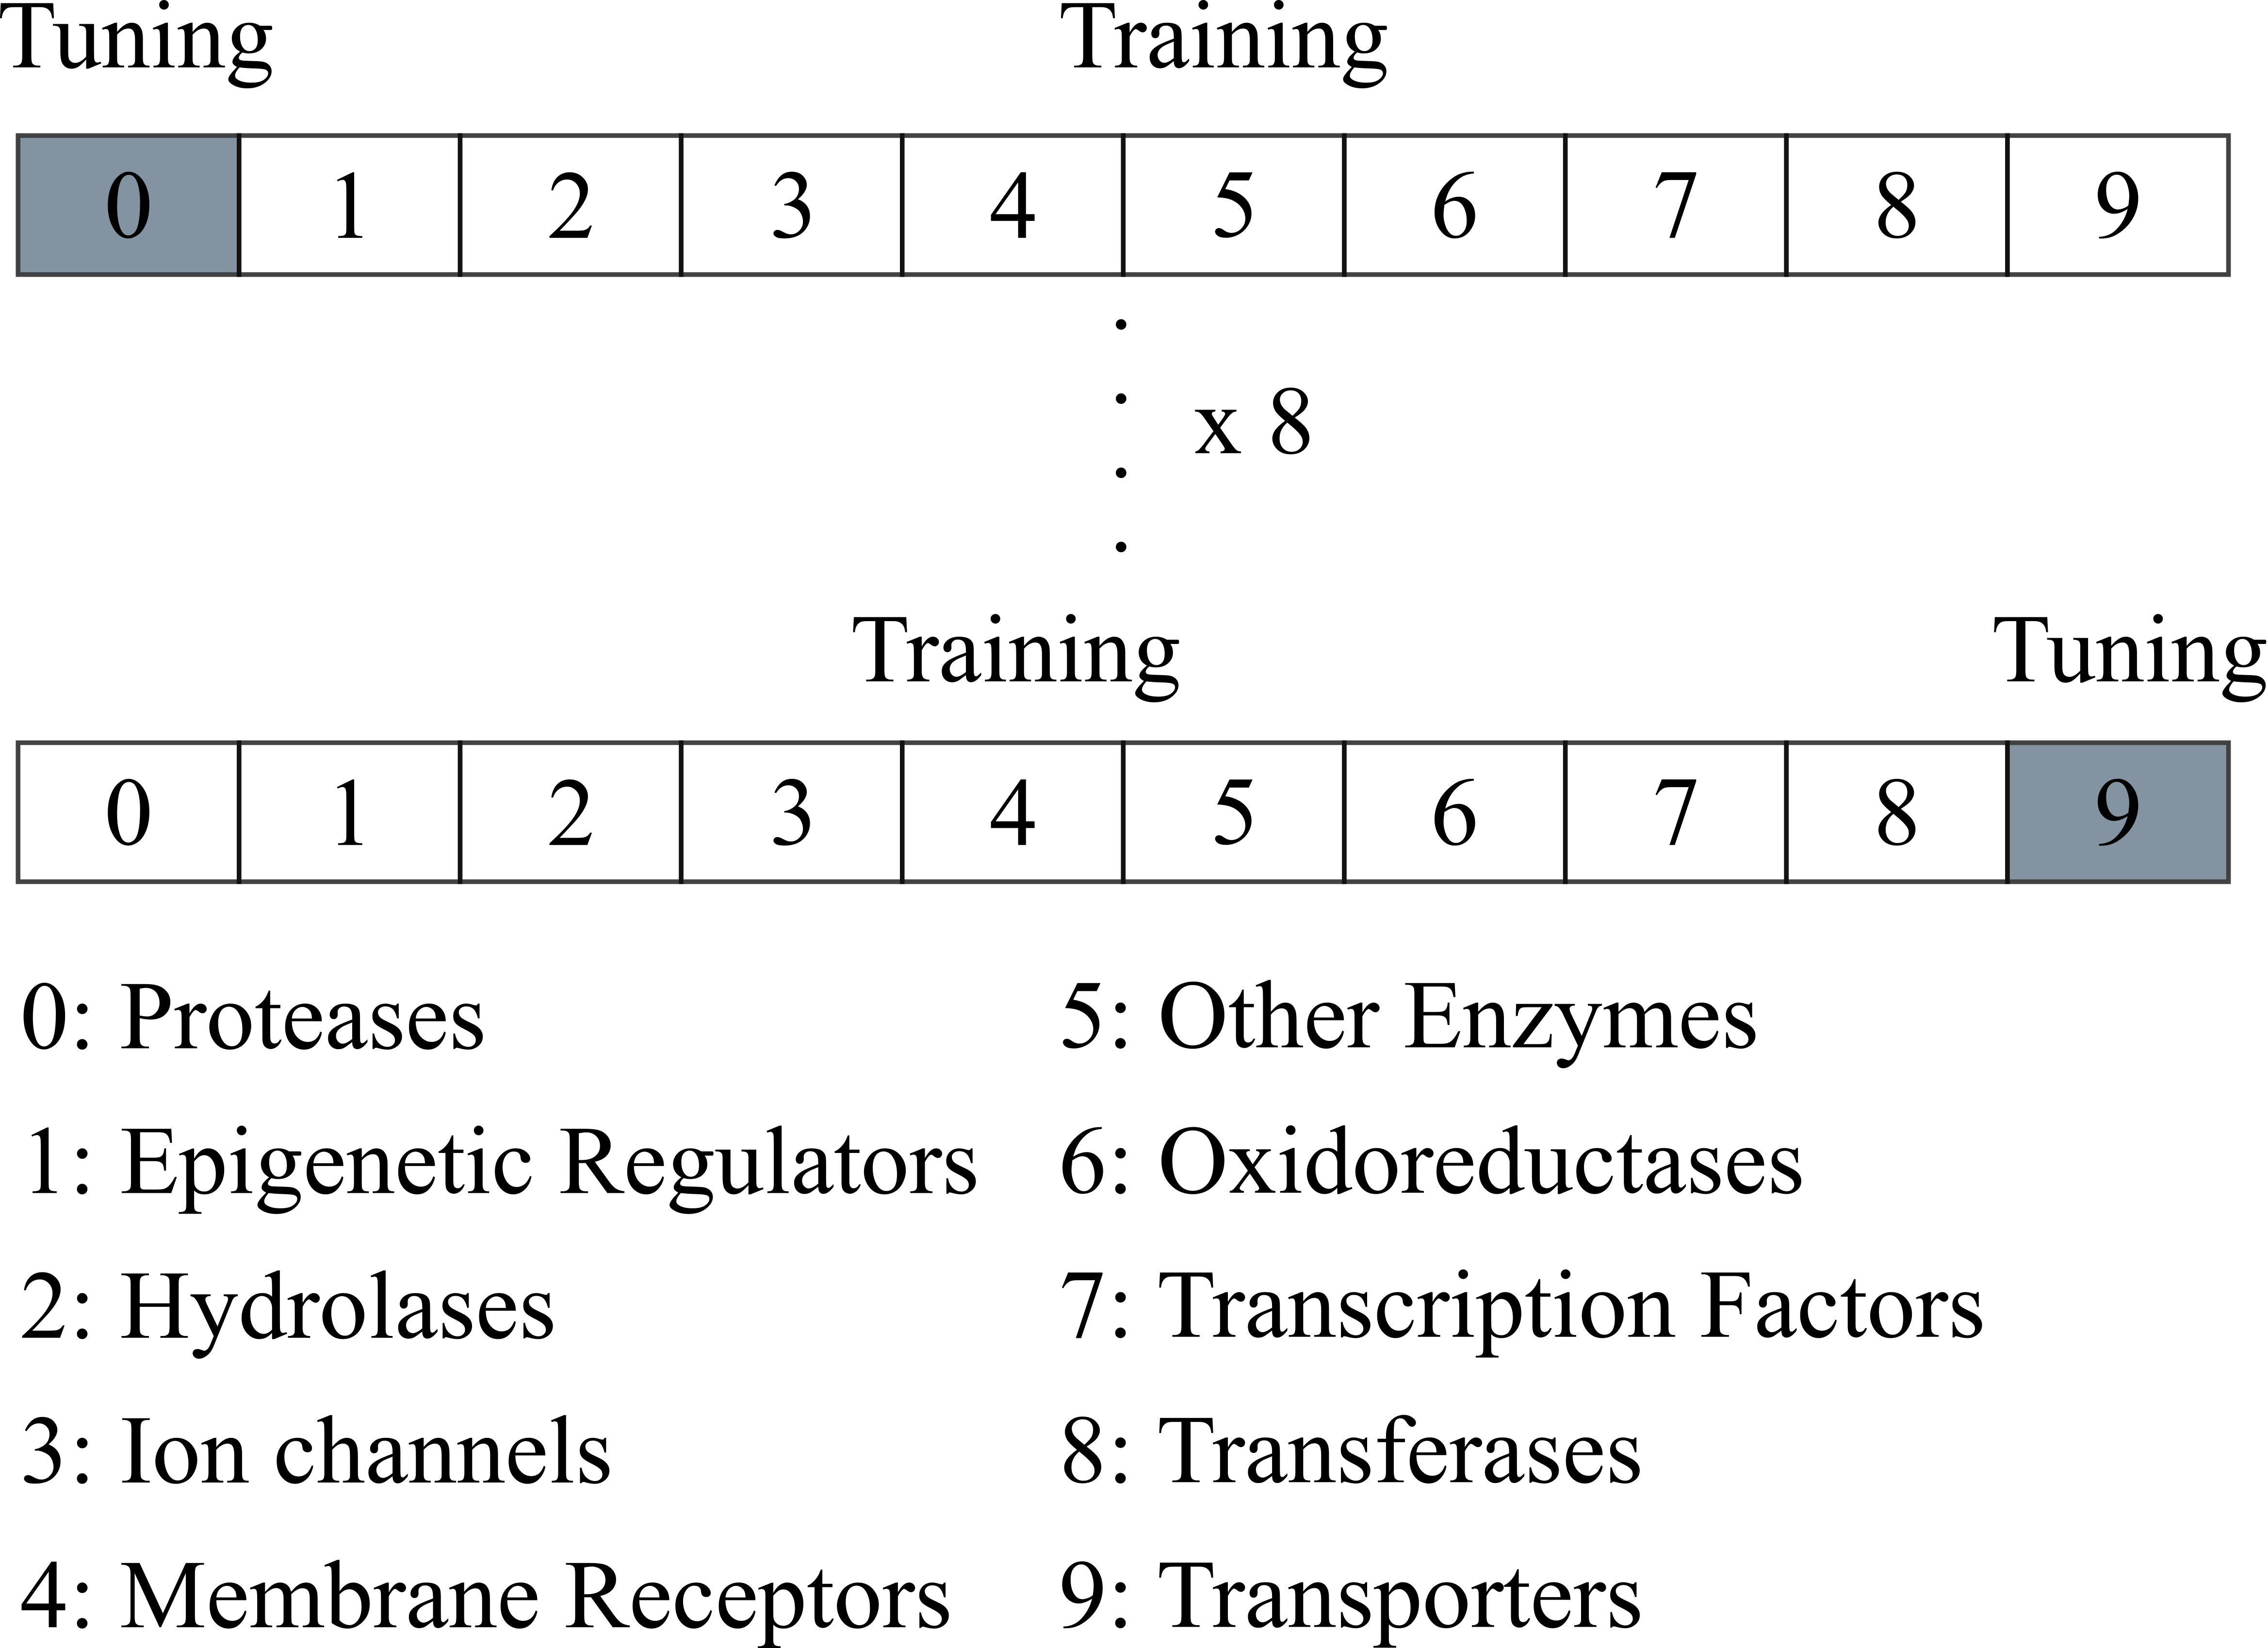 Tuning Training
0 1 2 3 4 5 6 7 8 9
x 8
Training Tuning
0 1 2 3 4 5 6 7 8 9
0: Proteases
1: Epigenetic Regulators
2: Hydrolases
3: Ion channels
4: Membrane Receptors
5: Other Enzymes
6: Oxidoreductases
7: Transcription Factors
8: Transferases
9: Transporters